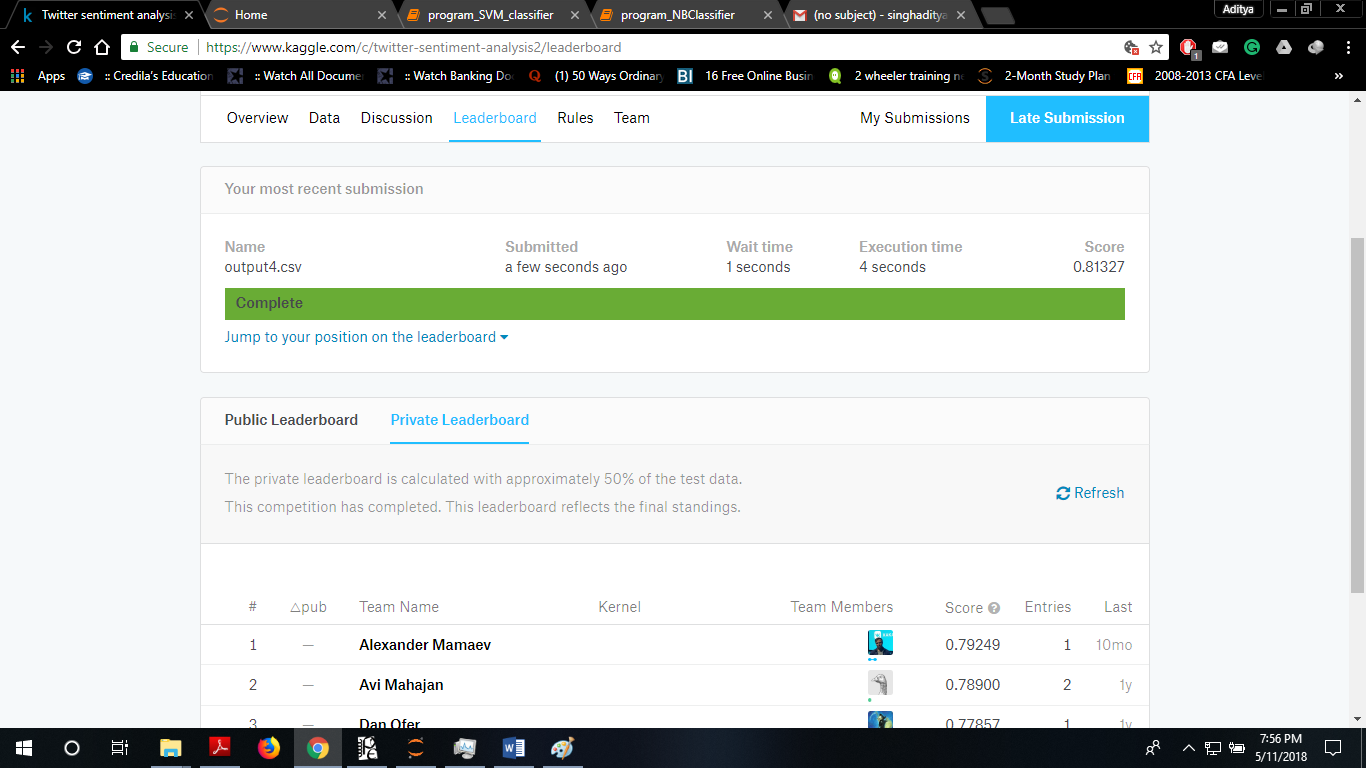 Twitter sentiment analysis
Home
program_SVM_classifier
program_NBClassifier
(no subject) - singhaditya
Aditya
Secure
https://www.kaggle.com/c/twitter-sentiment-analysis2/leaderboard
1
Apps
:: Credila's Education
:: Watch All Docume
:: Watch Banking Do
(1) 50 Ways Ordinar
BI
16 Free Online Busin
2 wheeler training n
2-Month Study Plan
CFA
2008-2013 CFA Leve
»
Overview Data Discussion Leaderboard Rules Team My Submissions Late Submission
Your most recent submission
Name Submitted Wait time Execution time Score
output4.csv a few seconds ago 1 seconds 4 seconds 0.81327
Complete
Jump to your position on the leaderboard
Public Leaderboard Private Leaderboard
The private leaderboard is calculated with approximately 50% of the test data.
This competition has completed. This leaderboard reflects the final standings.
Refresh
# △pub Team Name Kernel Team Members Score ? Entries Last
1 — Alexander Mamaev 0.79249 1 10mo
2 — Avi Mahajan 0.78900 2 1y
3 — Dan Ofer 0.77857 1 1y
7:56 PM
5/11/2018